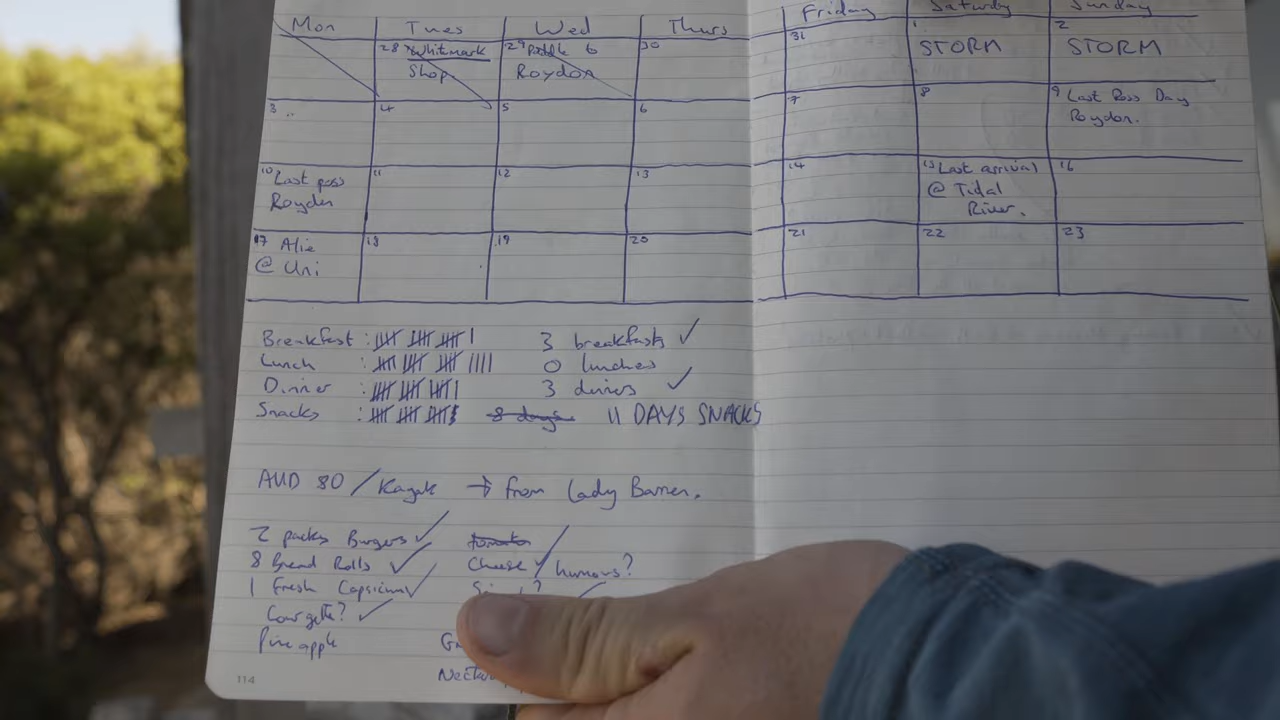 Mon Tues Wed Thurs Friday Saturday Sunday
28 Whitmark Shop
29 Paddle to Roydon
30
31
1 STORM
2 STORM
3
4
5
6
7
8
9 Last Poss Day Roydon.
10 Last poss Roydon
11
12
13
14
15 Last arrival @ Tidal River.
16
17 Alie @ Uni
18
19
20
21
22
23
Breakfast : 3 breakfasts ✓
Lunch : 0 lunches
Dinner : 3 dinners ✓
Snacks : 8 days 11 DAYS SNACKS
AUD 80 / Kayak → from Lady Barren.
2 packs Burgers ✓ tomato
8 Bread Rolls ✓ Cheese ✓ / humous?
1 Fresh Capsicum ✓
Courgette? ✓
Pineapple
114